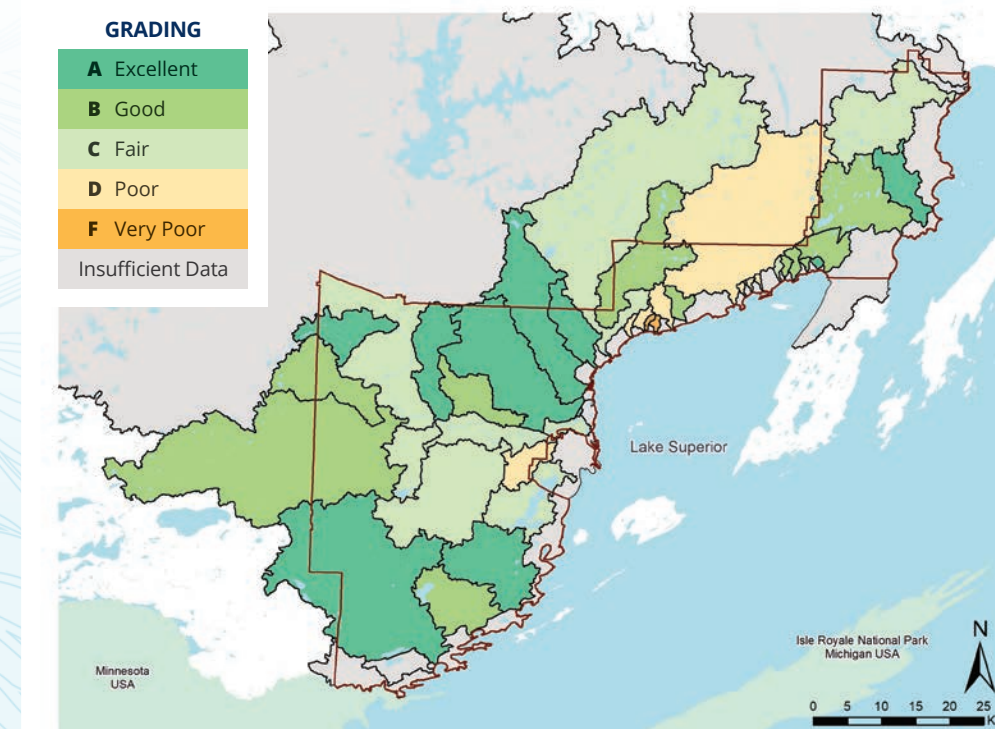 GRADING
A Excellent
B Good
C Fair
D Poor
F Very Poor
Insufficient Data
Lake Superior
Isle Royale National Park
Michigan USA
Minnesota
USA
N
0 5 10 15 20 25
K